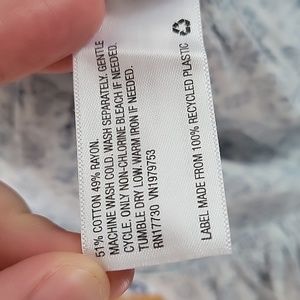 51% COTTON 49% RAYON.
MACHINE WASH COLD. WASH SEPARATELY. GENTLE
CYCLE. ONLY NON-CHLORINE BLEACH IF NEEDED.
TUMBLE DRY LOW. WARM IRON IF NEEDED.
RN17730 VN1979753
LABEL MADE FROM 100% RECYCLED PLASTIC